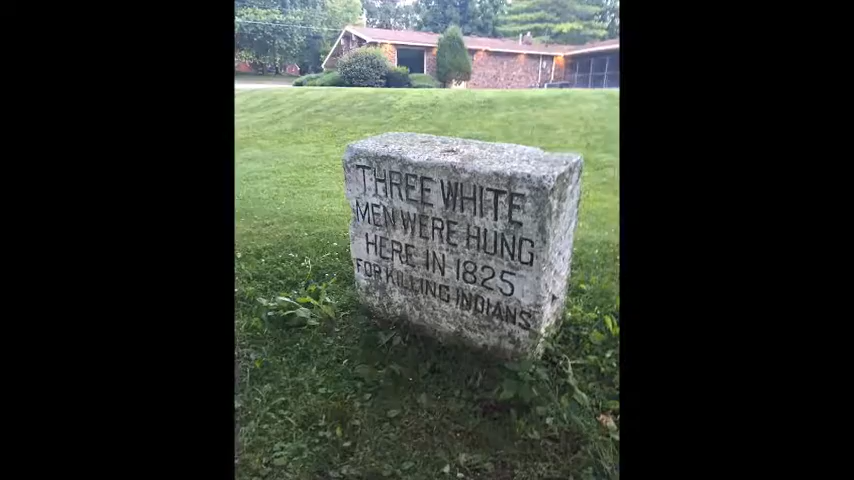 THREE WHITE
MEN WERE HUNG
HERE IN 1825
FOR KILLING INDIANS